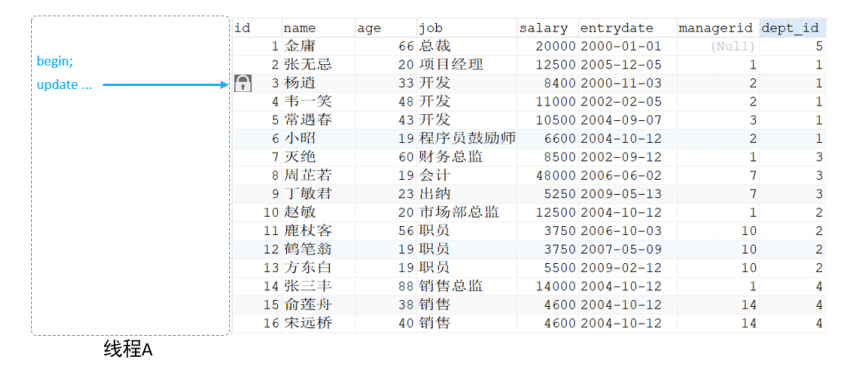 id name age job salary entrydate managerid dept_id
1 金庸 66 总裁 20000 2000-01-01 (Null) 5
begin;
2 张无忌 20 项目经理 12500 2005-12-05 1 1
update ...
3 杨逍 33 开发 8400 2000-11-03 2 1
4 韦一笑 48 开发 11000 2002-02-05 2 1
5 常遇春 43 开发 10500 2004-09-07 3 1
6 小昭 19 程序员鼓励师 6600 2004-10-12 2 1
7 灭绝 60 财务总监 8500 2002-09-12 1 3
8 周芷若 19 会计 48000 2006-06-02 7 3
9 丁敏君 23 出纳 5250 2009-05-13 7 3
10 赵敏 20 市场部总监 12500 2004-10-12 1 2
11 鹿杖客 56 职员 3750 2006-10-03 10 2
12 鹤笔翁 19 职员 3750 2007-05-09 10 2
13 方东白 19 职员 5500 2009-02-12 10 2
14 张三丰 88 销售总监 14000 2004-10-12 1 4
15 俞莲舟 38 销售 4600 2004-10-12 14 4
16 宋远桥 40 销售 4600 2004-10-12 14 4
线程A